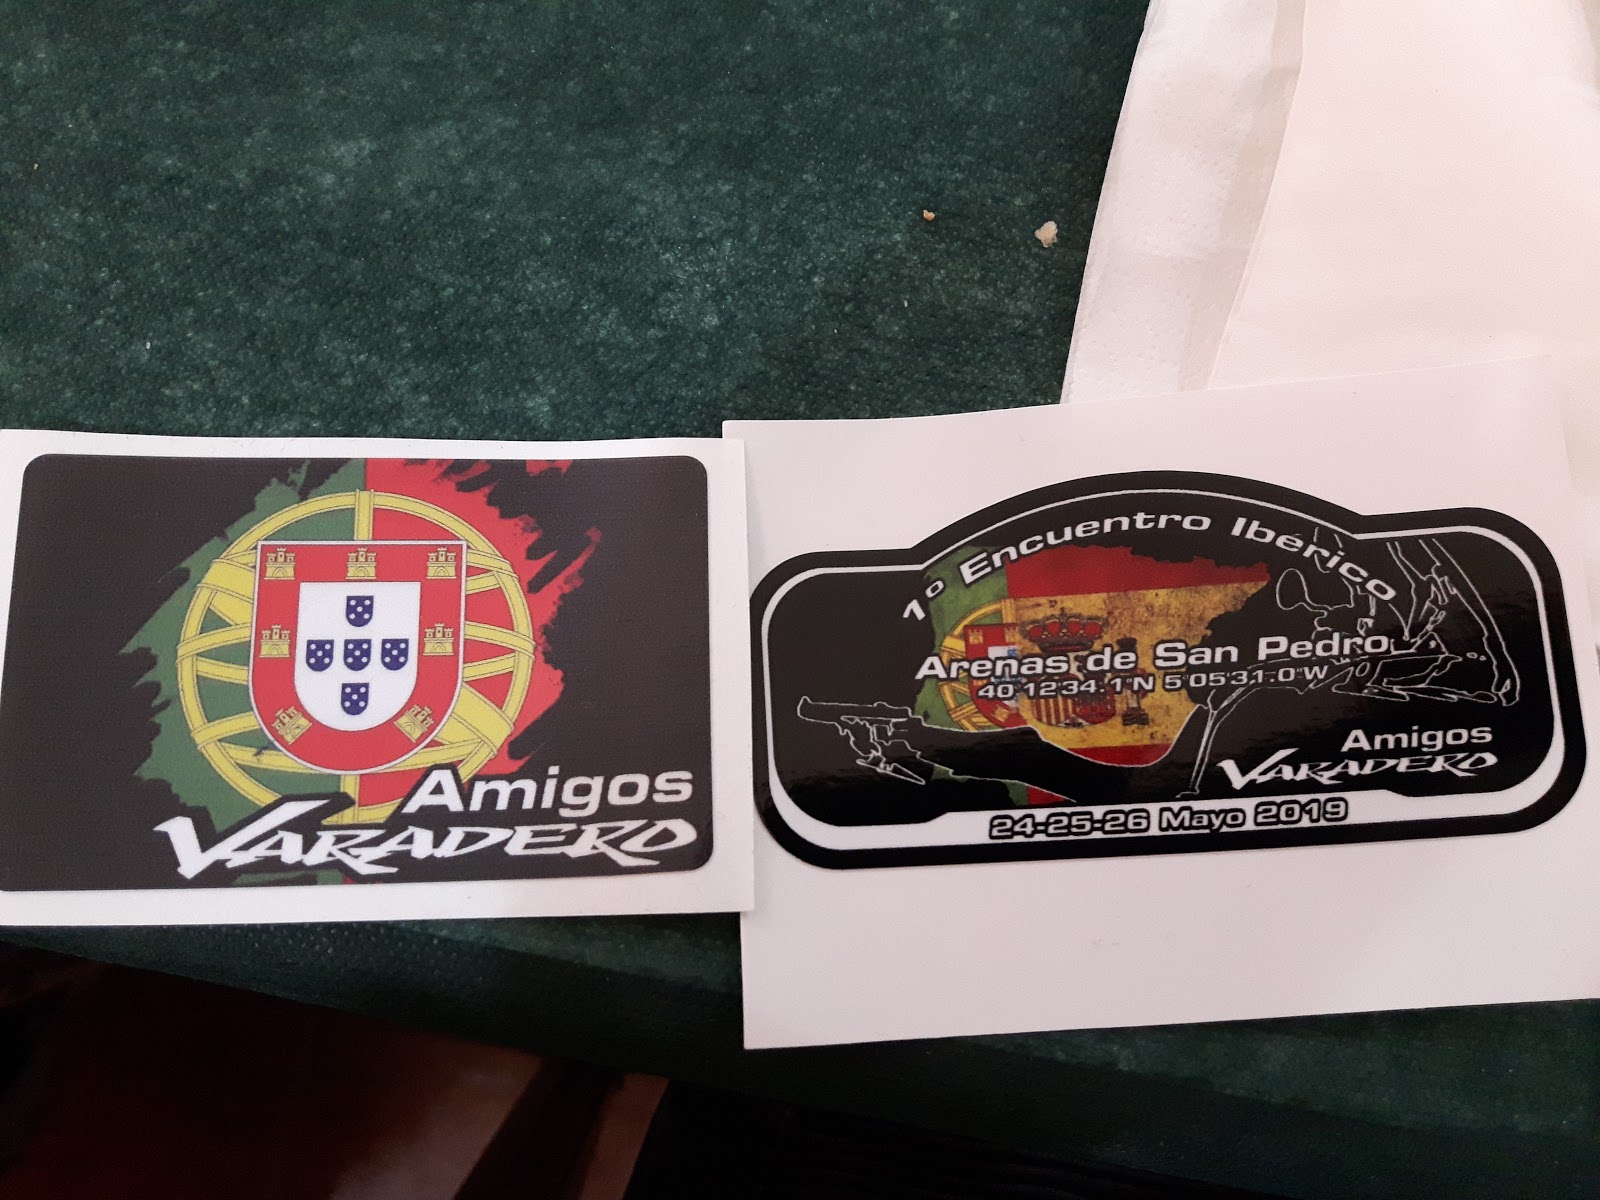 Amigos
VARADERO
1º Encuentro Ibérico
Arenas de San Pedro
40°12'34.1"N 5°05'31.0"W
Amigos
VARADERO
24-25-26 Mayo 2019